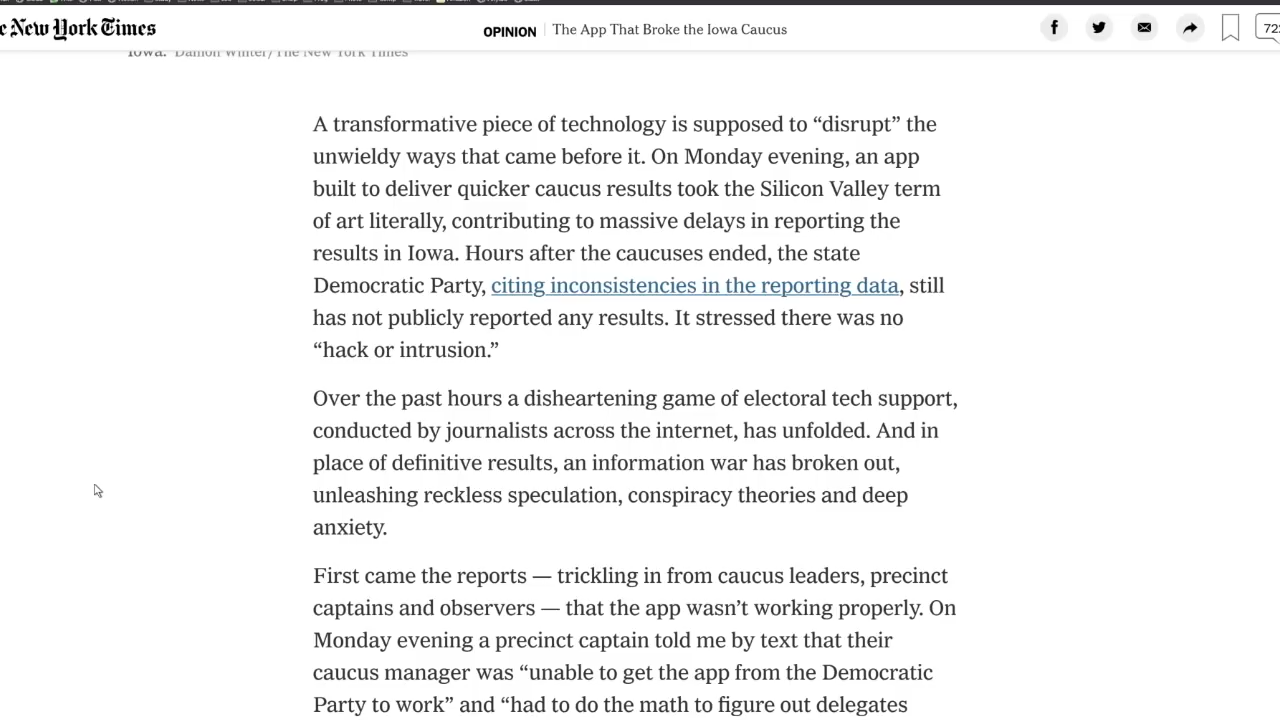 e New York Times
OPINION The App That Broke the Iowa Caucus
72
Iowa. Damon Winter/The New York Times
A transformative piece of technology is supposed to “disrupt” the
unwieldy ways that came before it. On Monday evening, an app
built to deliver quicker caucus results took the Silicon Valley term
of art literally, contributing to massive delays in reporting the
results in Iowa. Hours after the caucuses ended, the state
Democratic Party, citing inconsistencies in the reporting data, still
has not publicly reported any results. It stressed there was no
“hack or intrusion.”
Over the past hours a disheartening game of electoral tech support,
conducted by journalists across the internet, has unfolded. And in
place of definitive results, an information war has broken out,
unleashing reckless speculation, conspiracy theories and deep
anxiety.
First came the reports — trickling in from caucus leaders, precinct
captains and observers — that the app wasn’t working properly. On
Monday evening a precinct captain told me by text that their
caucus manager was “unable to get the app from the Democratic
Party to work” and “had to do the math to figure out delegates